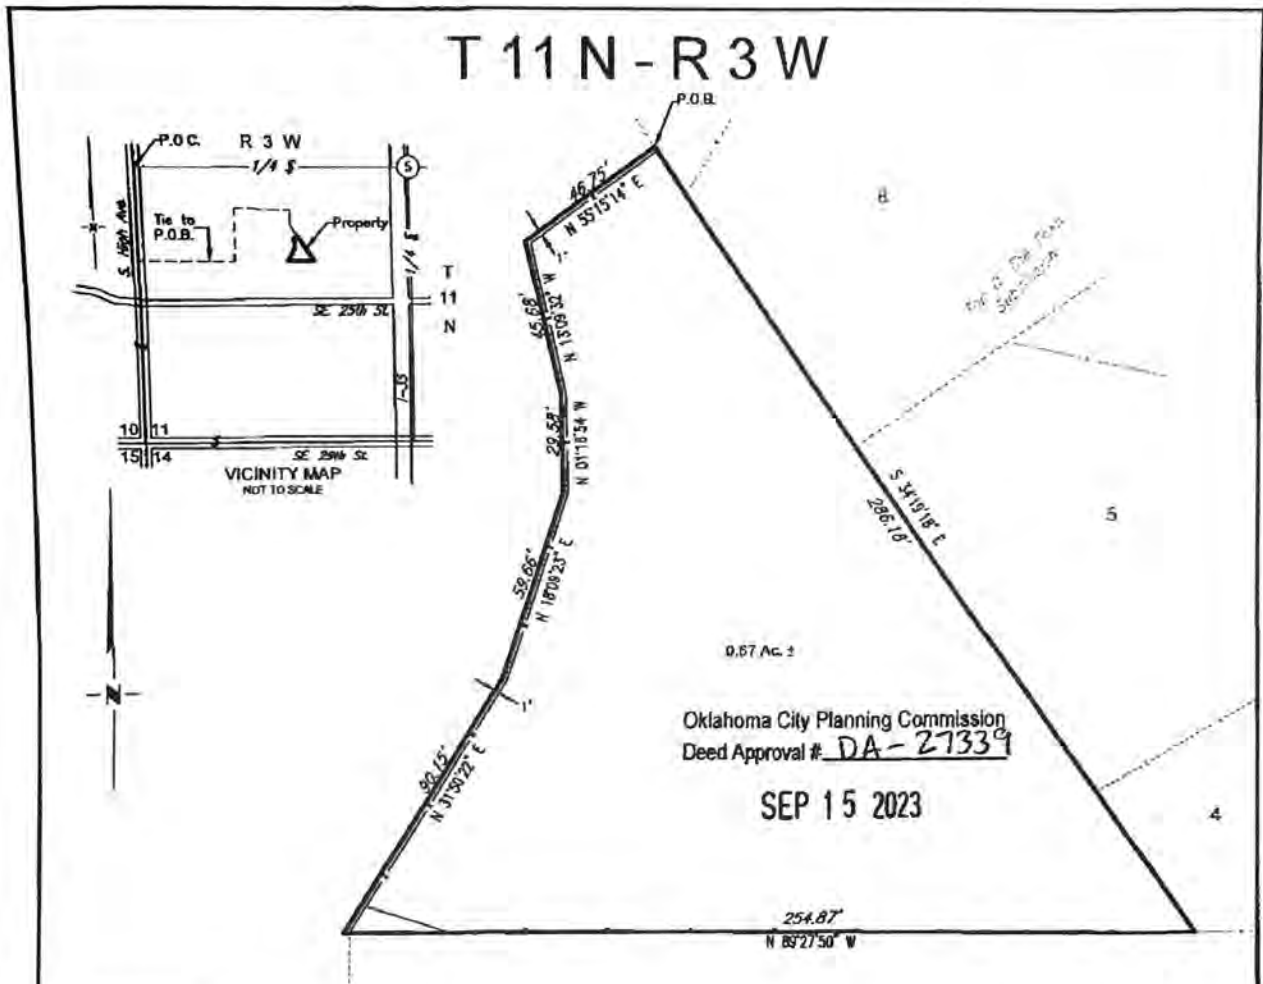 T 11 N - R 3 W
P.O.B.
P.O.C.
R 3 W
1/4 S
S
S. High Ave
Tie to
P.O.B.
Property
1/4 S
T
11
N
SE 25th St.
I-35
10 11
15 14
SE 29th St.
VICINITY MAP
NOT TO SCALE
N
46.75'
N 55°15'14" E
1'
45.68'
N 13°09'32" W
29.58'
N 01°16'54 W
59.66'
N 18°09'23" E
1'
90.15'
N 31°50'22" E
S 34°19'18" E
286.18'
5
4
0.67 Ac. ±
Oklahoma City Planning Commission
Deed Approval # DA-27339
SEP 15 2023
254.87'
N 89°27'50" W